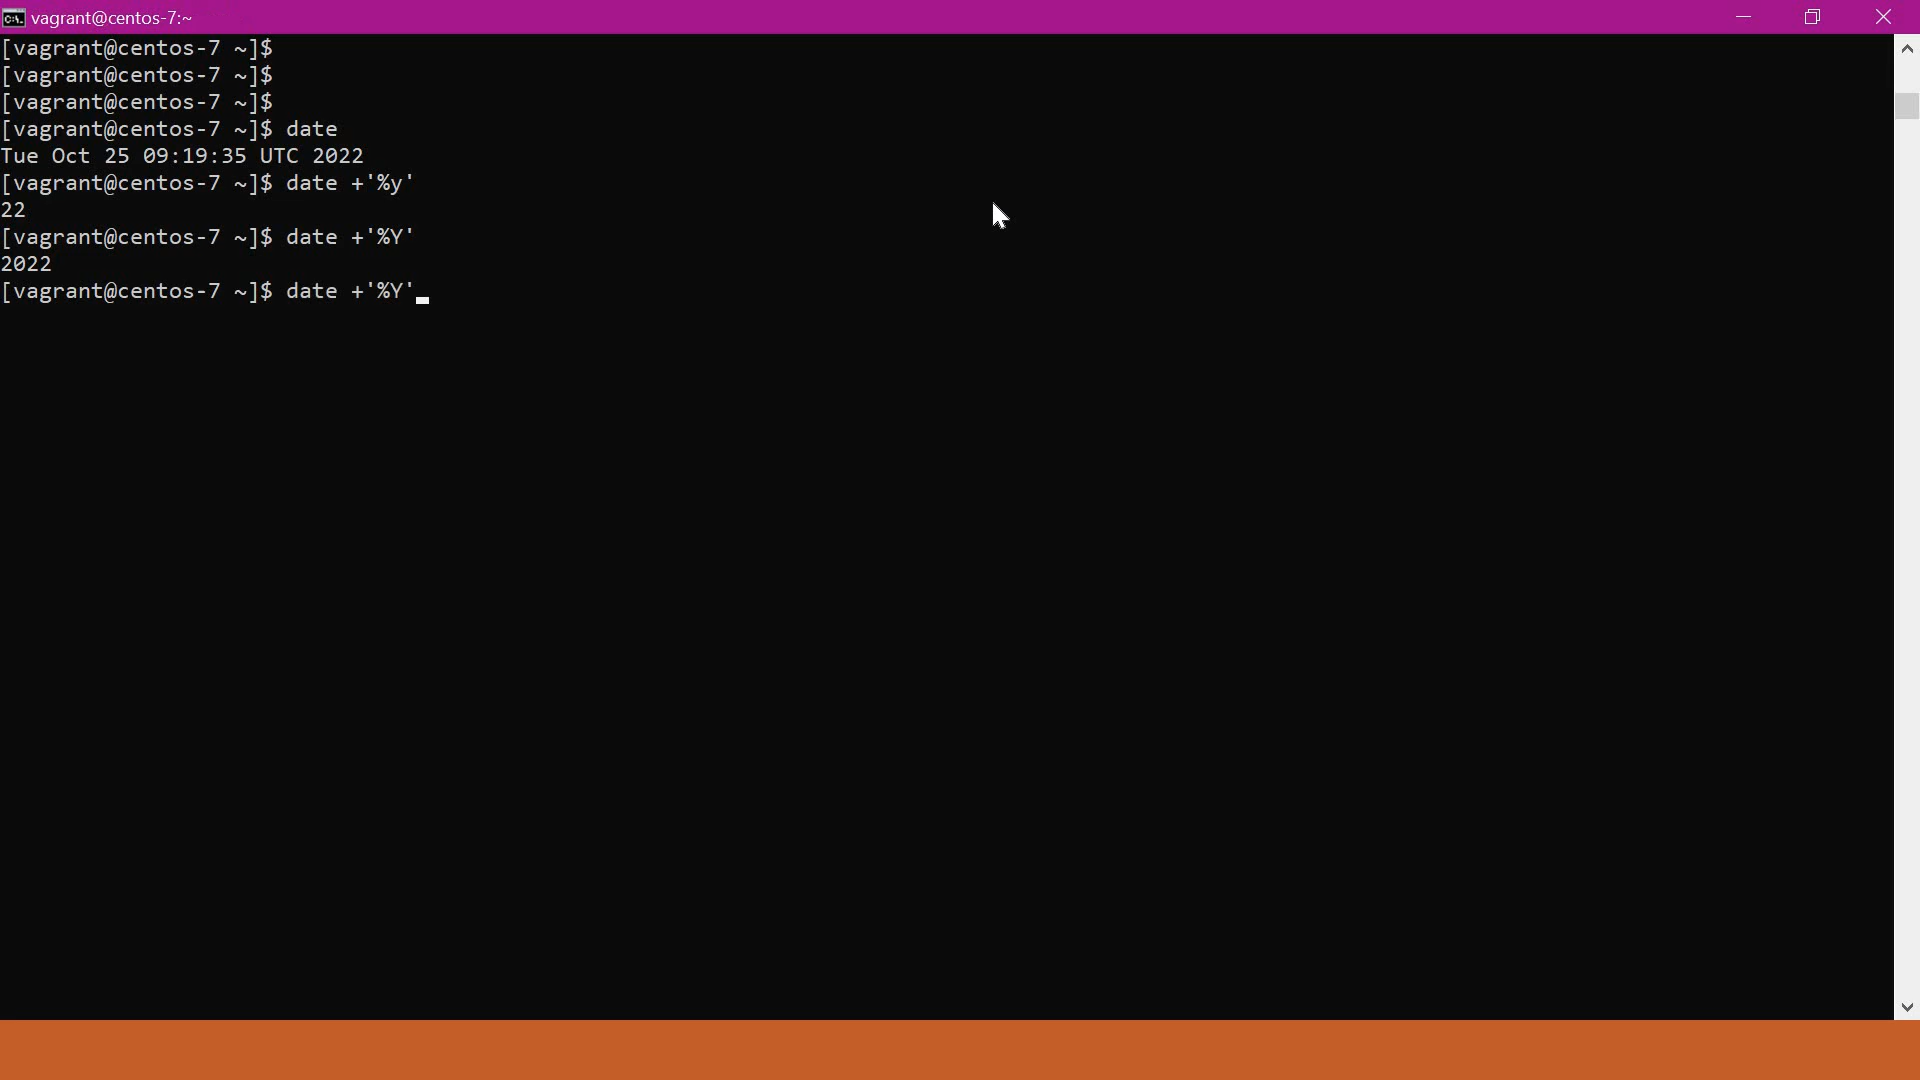 vagrant@centos-7:~
[vagrant@centos-7 ~]$
[vagrant@centos-7 ~]$
[vagrant@centos-7 ~]$
[vagrant@centos-7 ~]$ date
Tue Oct 25 09:19:35 UTC 2022
[vagrant@centos-7 ~]$ date +'%y'
22
[vagrant@centos-7 ~]$ date +'%Y'
2022
[vagrant@centos-7 ~]$ date +'%Y'